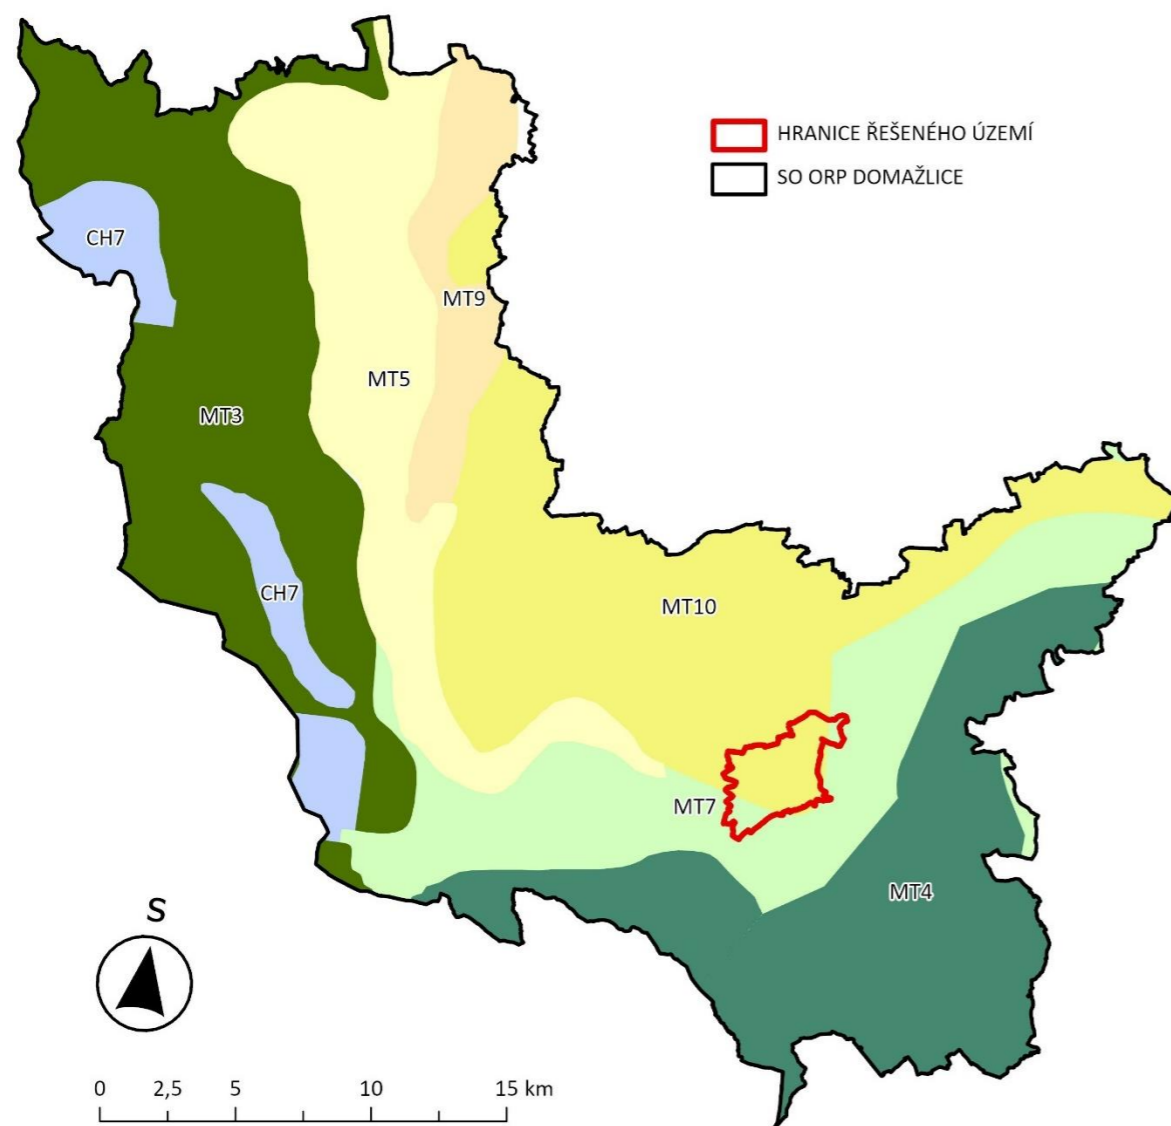 HRANICE ŘEŠENÉHO ÚZEMÍ
SO ORP DOMAŽLICE
CH7
MT9
MT5
MT3
CH7
MT10
MT7
MT4
S
0 2,5 5 10 15 km